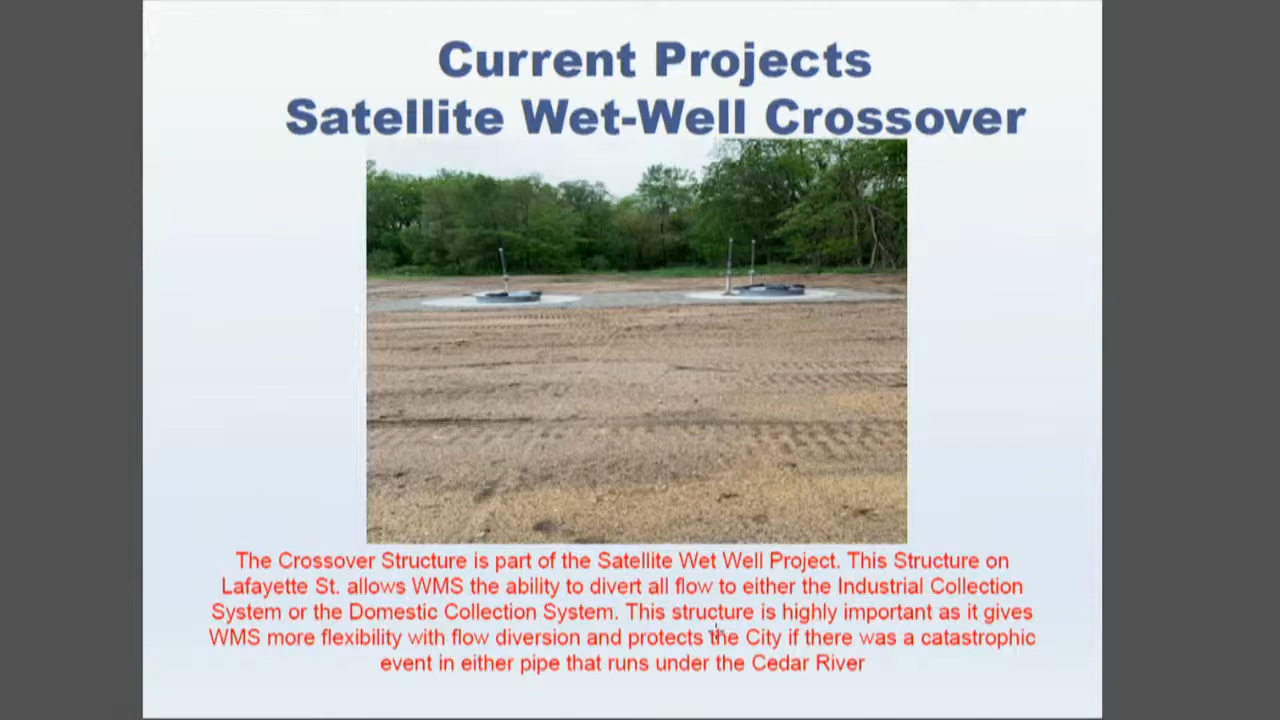 Current Projects
Satellite Wet-Well Crossover
The Crossover Structure is part of the Satellite Wet Well Project. This Structure on
Lafayette St. allows WMS the ability to divert all flow to either the Industrial Collection
System or the Domestic Collection System. This structure is highly important as it gives
WMS more flexibility with flow diversion and protects the City if there was a catastrophic
event in either pipe that runs under the Cedar River